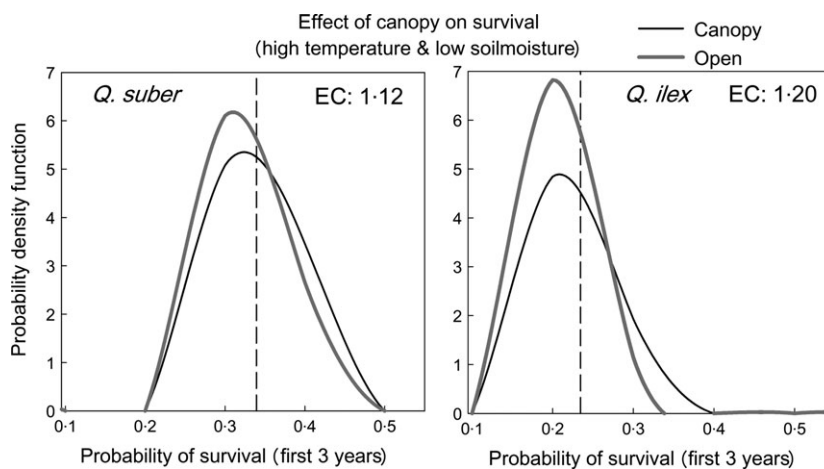 Effect of canopy on survival
(high temperature & low soilmoisture)
Canopy
Open
Q. suber
EC: 1·12
Q. ilex
EC: 1·20
Probability density function
7
6
5
4
3
2
1
0
0·1
0·2
0·3
0·4
0·5
Probability of survival (first 3 years)
7
6
5
4
3
2
1
0
0·1
0·2
0·3
0·4
0·5
Probability of survival (first 3 years)